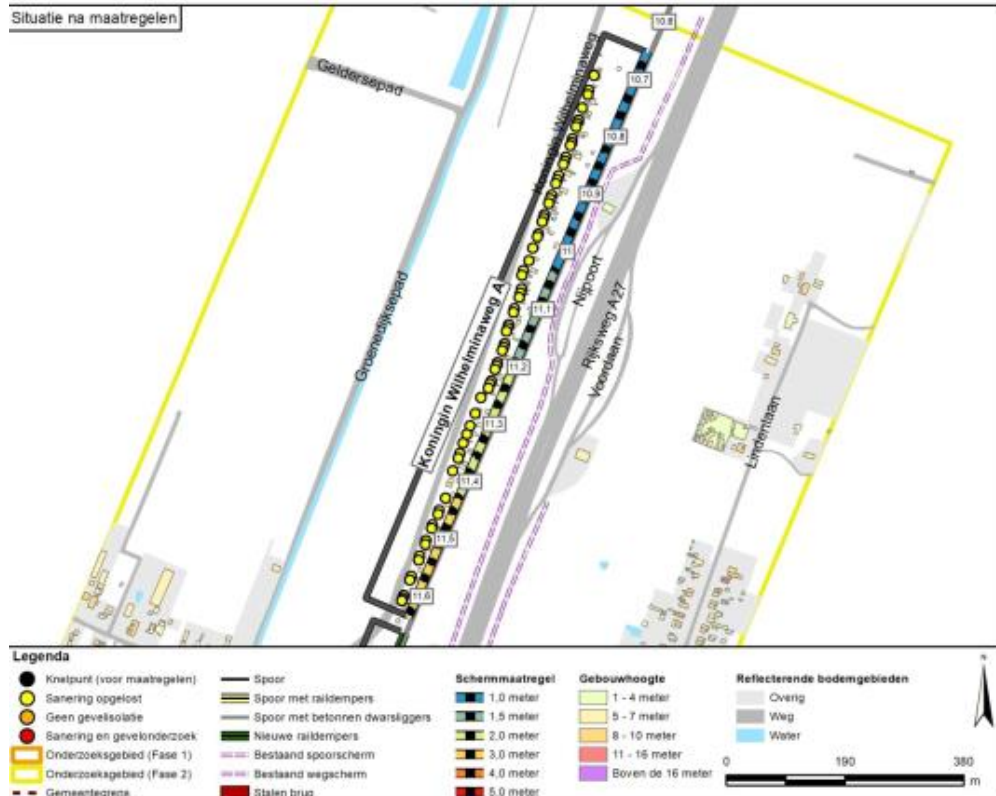 Situatie na maatregelen
10.8
Geldersepad
Koningin Wilhelminaweg
10.7
10.8
10.9
11
Nijpoort
Groenedijksepad
Koningin Wilhelminaweg A
11.1
Rijksweg A27
Voordaan
11.2
11.3
Lindenlaan
11.4
11.5
11.6
Legenda
Knelpunt (voor maatregelen)
Sanering opgelost
Geen gevelisolatie
Sanering en gevelonderzoek
Onderzoeksgebied (Fase 1)
Onderzoeksgebied (Fase 2)
Gemeentegrens
Spoor
Spoor met raildempers
Spoor met betonnen dwarsliggers
Nieuwe raildempers
Bestaand spoorscherm
Bestaand wegscherm
Stalen brug
Schermmaatregel
1.0 meter
1.5 meter
2.0 meter
3.0 meter
4.0 meter
5.0 meter
Gebouwhoogte
1 - 4 meter
5 - 7 meter
8 - 10 meter
11 - 16 meter
Boven de 16 meter
Reflecterende bodemgebieden
Overig
Weg
Water
N
0 190 380
m